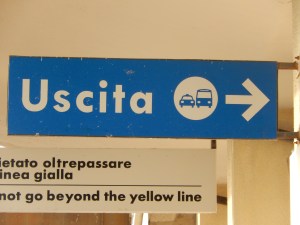 Uscita
ietato oltrepassare
inea gialla
not go beyond the yellow line